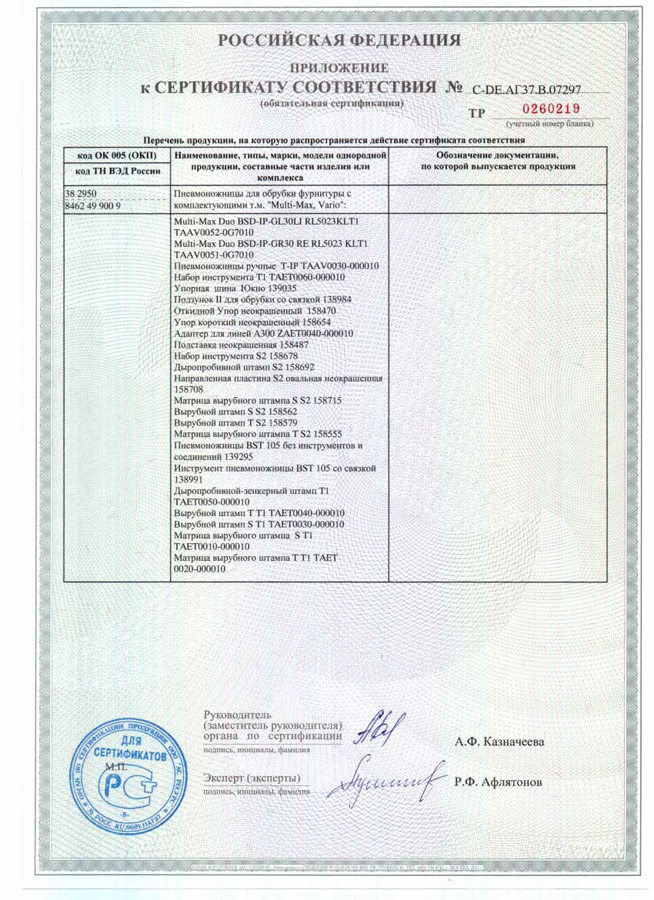 РОССИЙСКАЯ ФЕДЕРАЦИЯ
ПРИЛОЖЕНИЕ
к СЕРТИФИКАТУ СООТВЕТСТВИЯ № C-DE.АГ37.В.07297
(обязательная сертификация)
ТР 0260219
(учетный номер бланка)
Перечень продукции, на которую распространяется действие сертификата соответствия
код ОК 005 (ОКП)
код ТН ВЭД России
Наименование, типы, марки, модели однородной
продукции, составные части изделия или
комплекса
Обозначение документации,
по которой выпускается продукция
38 2950
8462 49 900 9
Пневмоножницы для обрубки фурнитуры с
комплектующими т.м. "Multi-Max, Vario":
Multi-Max Duo BSD-IP-GL30LI RL5023KLT1
TAAV0052-0G7010
Multi-Max Duo BSD-IP-GR30 RE RL5023 KLT1
TAAV0051-0G7010
Пневмоножницы ручные T-IP TAAV0030-000010
Набор инструмента T1 TAET0060-000010
Упорная шина Юкно 139035
Ползунок II для обрубки со связкой 138984
Откидной Упор неокрашенный 158470
Упор короткий неокрашенный 158654
Адаптер для линей А300 ZAET0040-000010
Подставка неокрашенная 158487
Набор инструмента S2 158678
Дыропробивной штамп S2 158692
Направленная пластина S2 овальная неокрашенная
158708
Матрица вырубного штампа S S2 158715
Вырубной штамп S S2 158562
Вырубной штамп T S2 158579
Матрица вырубного штампа T S2 158555
Пневмоножницы BST 105 без инструментов и
соединений 139295
Инструмент пневмоножницы BST 105 со связкой
138991
Дыропробивной-зенкерный штамп T1
TAET0050-000010
Вырубной штамп T T1 TAET0040-000010
Вырубной штамп S T1 TAET0030-000010
Матрица вырубного штампа S T1
TAET0010-000010
Матрица вырубного штампа T T1 TAET
0020-000010
Руководитель
(заместитель руководителя)
органа по сертификации
подпись, инициалы, фамилия
А.Ф. Казначеева
Эксперт (эксперты)
подпись, инициалы, фамилия
Р.Ф. Афлятонов
М.П.
ДЛЯ
СЕРТИФИКАТОВ